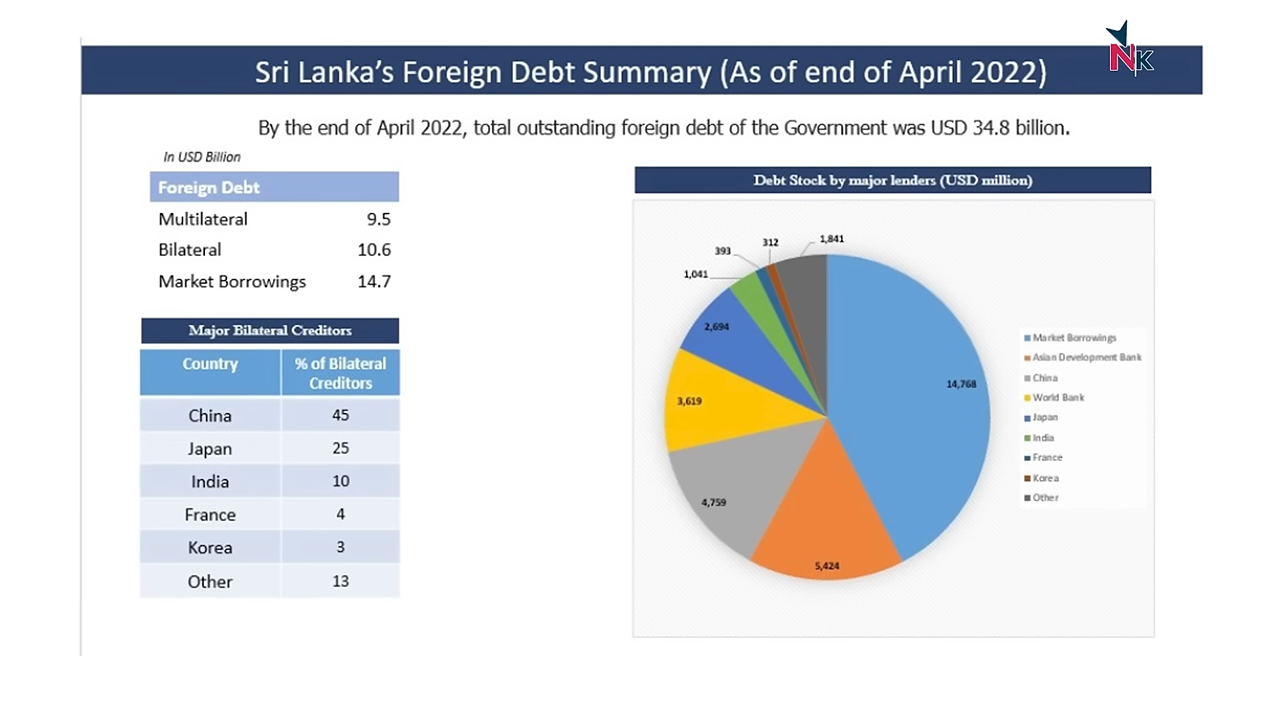 NK
Sri Lanka's Foreign Debt Summary (As of end of April 2022)
By the end of April 2022, total outstanding foreign debt of the Government was USD 34.8 billion.
In USD Billion
Foreign Debt
Multilateral 9.5
Bilateral 10.6
Market Borrowings 14.7
Major Bilateral Creditors
Country % of Bilateral
Creditors
China 45
Japan 25
India 10
France 4
Korea 3
Other 13
Debt Stock by major lenders (USD million)
1,841
312
393
1,041
2,694
3,619
4,759
5,424
14,768
Market Borrowings
Asian Development Bank
China
World Bank
Japan
India
France
Korea
Other